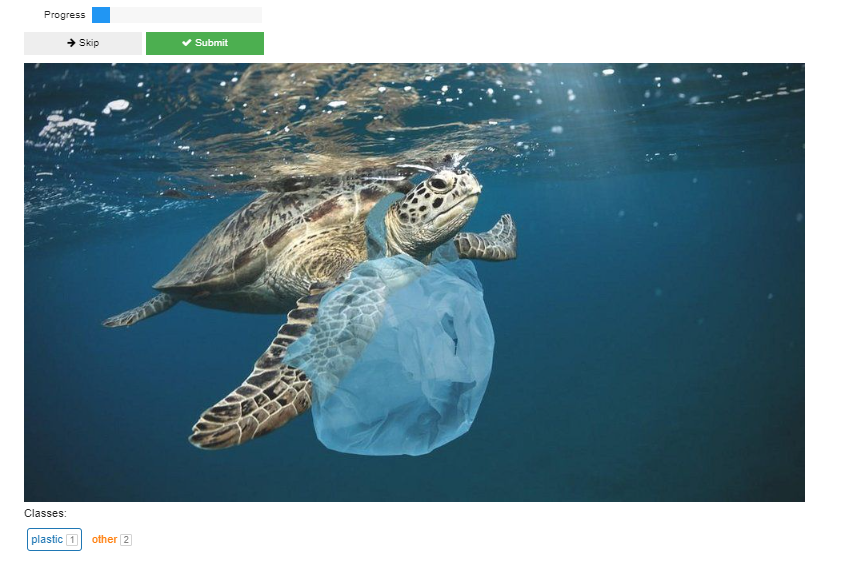 Progress
Skip
Submit
Classes:
plastic 1
other 2